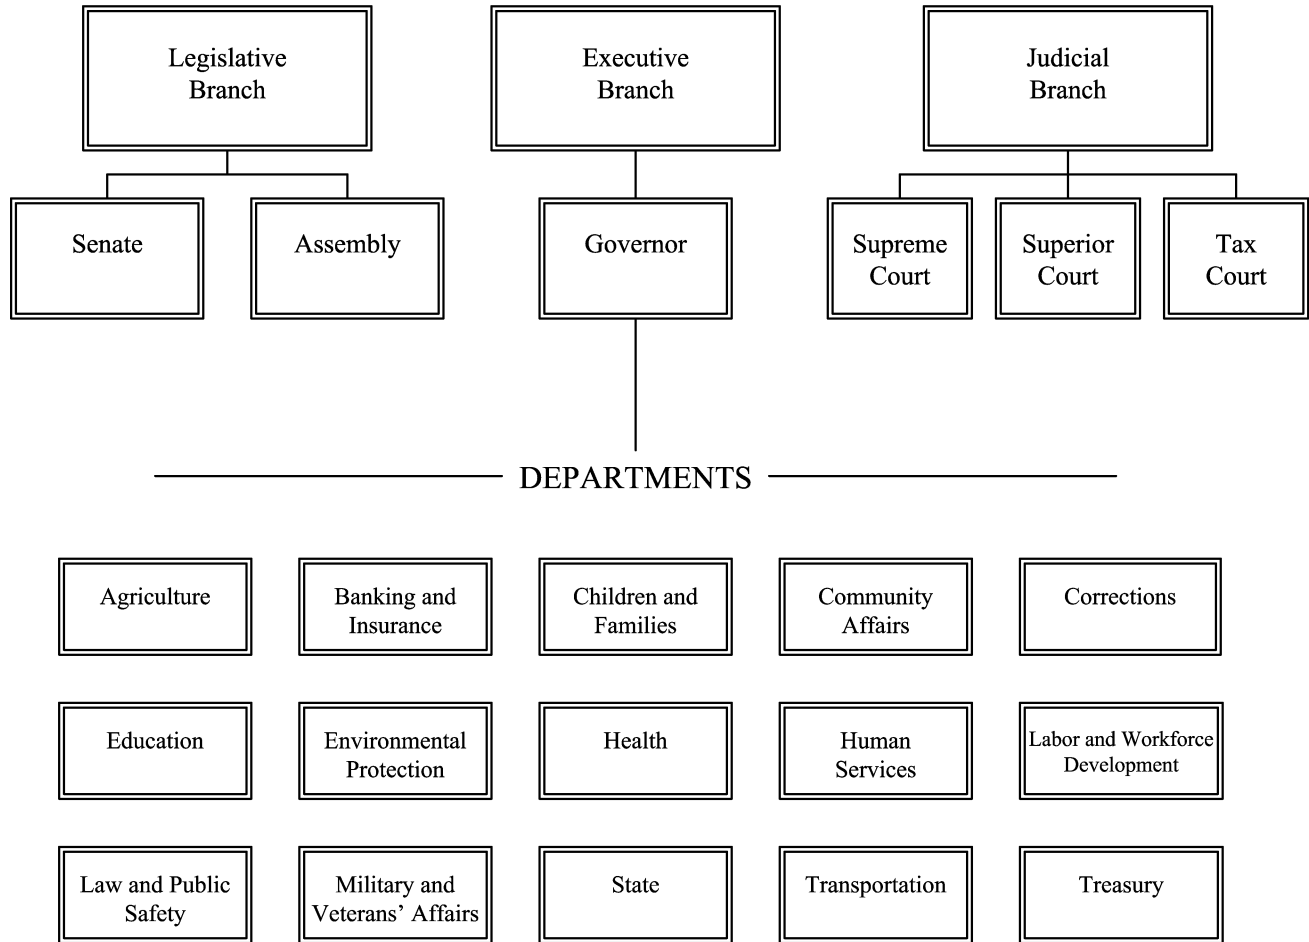 Legislative
Branch
Executive
Branch
Judicial
Branch
Senate
Assembly
Governor
Supreme
Court
Superior
Court
Tax
Court
DEPARTMENTS
Agriculture
Banking and
Insurance
Children and
Families
Community
Affairs
Corrections
Education
Environmental
Protection
Health
Human
Services
Labor and Workforce
Development
Law and Public
Safety
Military and
Veterans’ Affairs
State
Transportation
Treasury